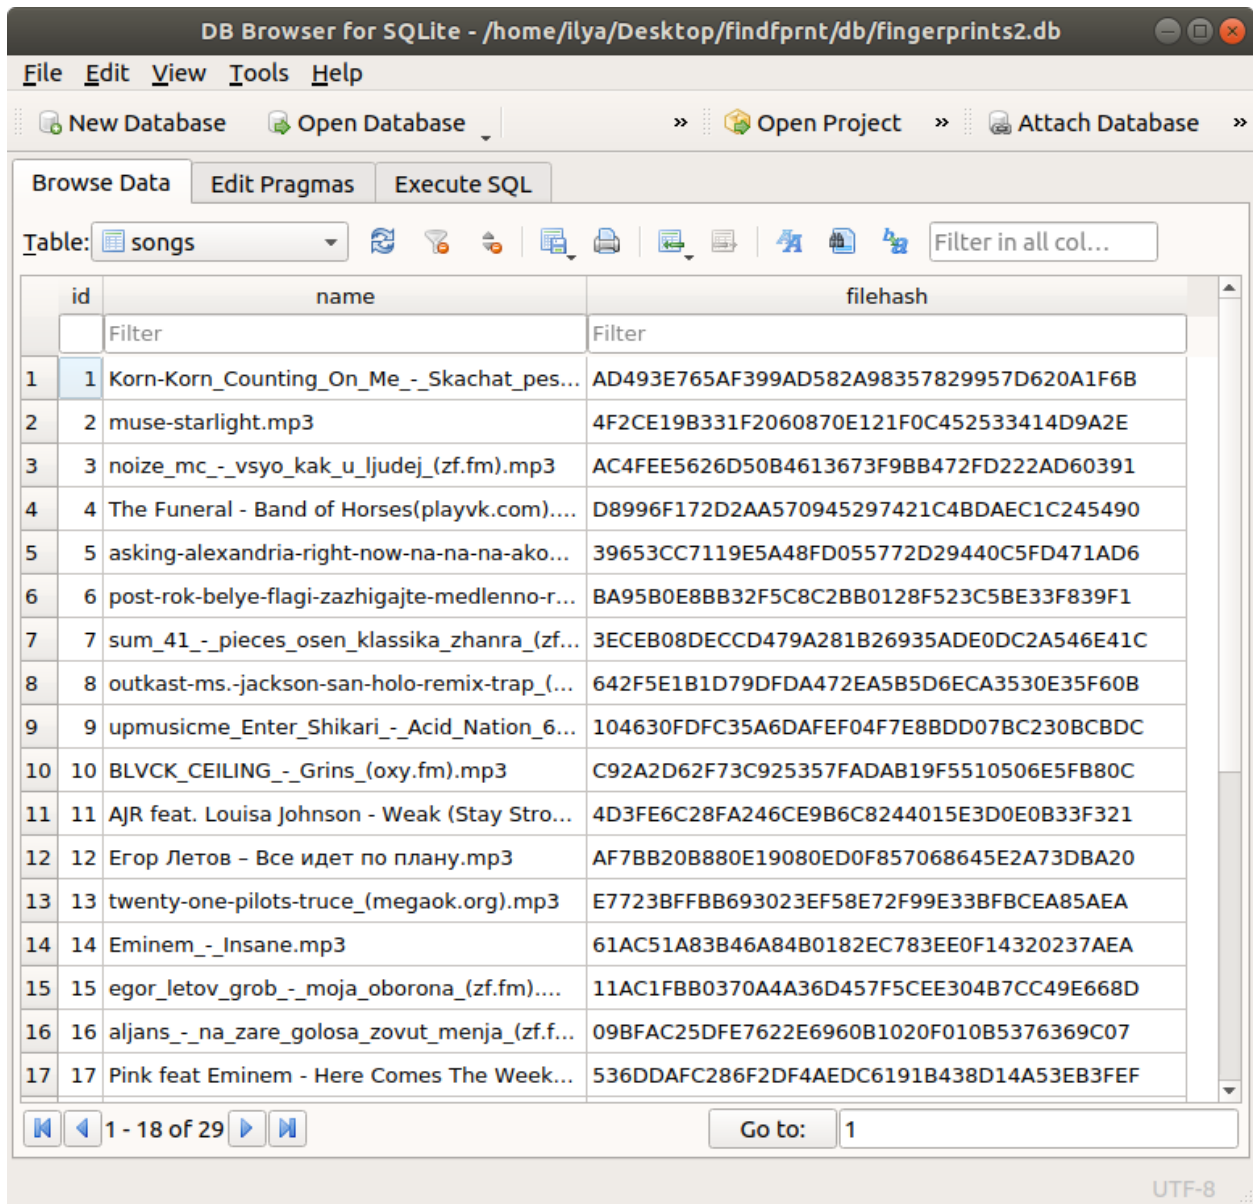 DB Browser for SQLite - /home/ilya/Desktop/findfprnt/db/fingerprints2.db
File Edit View Tools Help
New Database Open Database » Open Project » Attach Database »
Browse Data Edit Pragmas Execute SQL
Table: songs Filter in all col...
id name filehash
Filter Filter
1 1 Korn-Korn_Counting_On_Me_-_Skachat_pes... AD493E765AF399AD582A98357829957D620A1F6B
2 2 muse-starlight.mp3 4F2CE19B331F2060870E121F0C452533414D9A2E
3 3 noize_mc_-_vsyo_kak_u_ljudej_(zf.fm).mp3 AC4FEE5626D50B4613673F9BB472FD222AD60391
4 4 The Funeral - Band of Horses(playvk.com).... D8996F172D2AA570945297421C4BDAEC1C245490
5 5 asking-alexandria-right-now-na-na-na-ako... 39653CC7119E5A48FD055772D29440C5FD471AD6
6 6 post-rok-belye-flagi-zazhigajte-medlenno-r... BA95B0E8BB32F5C8C2BB0128F523C5BE33F839F1
7 7 sum_41_-_pieces_osen_klassika_zhanra_(zf... 3ECEB08DECCD479A281B26935ADE0DC2A546E41C
8 8 outkast-ms.-jackson-san-holo-remix-trap_(... 642F5E1B1D79DFDA472EA5B5D6ECA3530E35F60B
9 9 upmusicme_Enter_Shikari_-_Acid_Nation_6... 104630FDFC35A6DAFEF04F7E8BDD07BC230BCBDC
10 10 BLVCK_CEILING_-_Grins_(oxy.fm).mp3 C92A2D62F73C925357FADAB19F5510506E5FB80C
11 11 AJR feat. Louisa Johnson - Weak (Stay Stro... 4D3FE6C28FA246CE9B6C8244015E3D0E0B33F321
12 12 Егор Летов – Все идет по плану.mp3 AF7BB20B880E19080ED0F857068645E2A73DBA20
13 13 twenty-one-pilots-truce_(megaok.org).mp3 E7723BFFBB693023EF58E72F99E33BFBCEA85AEA
14 14 Eminem_-_Insane.mp3 61AC51A83B46A84B0182EC783EE0F14320237AEA
15 15 egor_letov_grob_-_moja_oborona_(zf.fm).... 11AC1FBB0370A4A36D457F5CEE304B7CC49E668D
16 16 aljans_-_na_zare_golosa_zovut_menja_(zf.f... 09BFAC25DFE7622E6960B1020F010B5376369C07
17 17 Pink feat Eminem - Here Comes The Week... 536DDAFC286F2DF4AEDC6191B438D14A53EB3FEF
1 - 18 of 29 Go to: 1
UTF-8